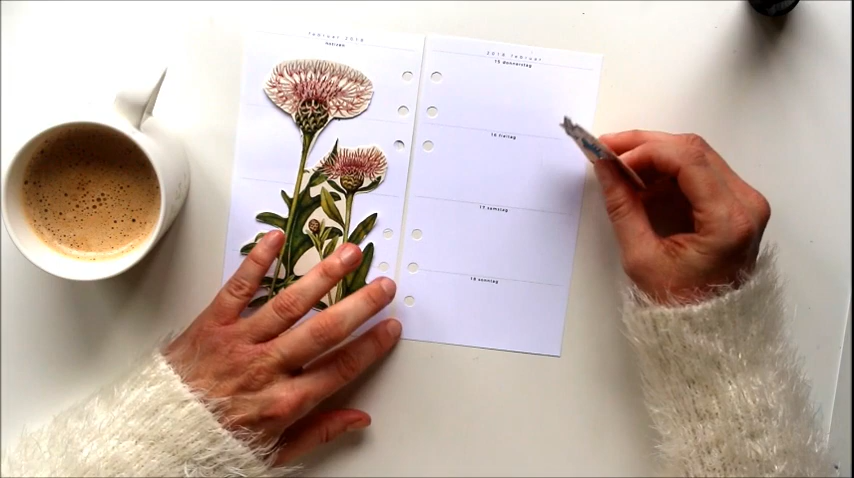 februar 2018
notizen
2018 februar
15 donnerstag
16 freitag
17 samstag
18 sonntag